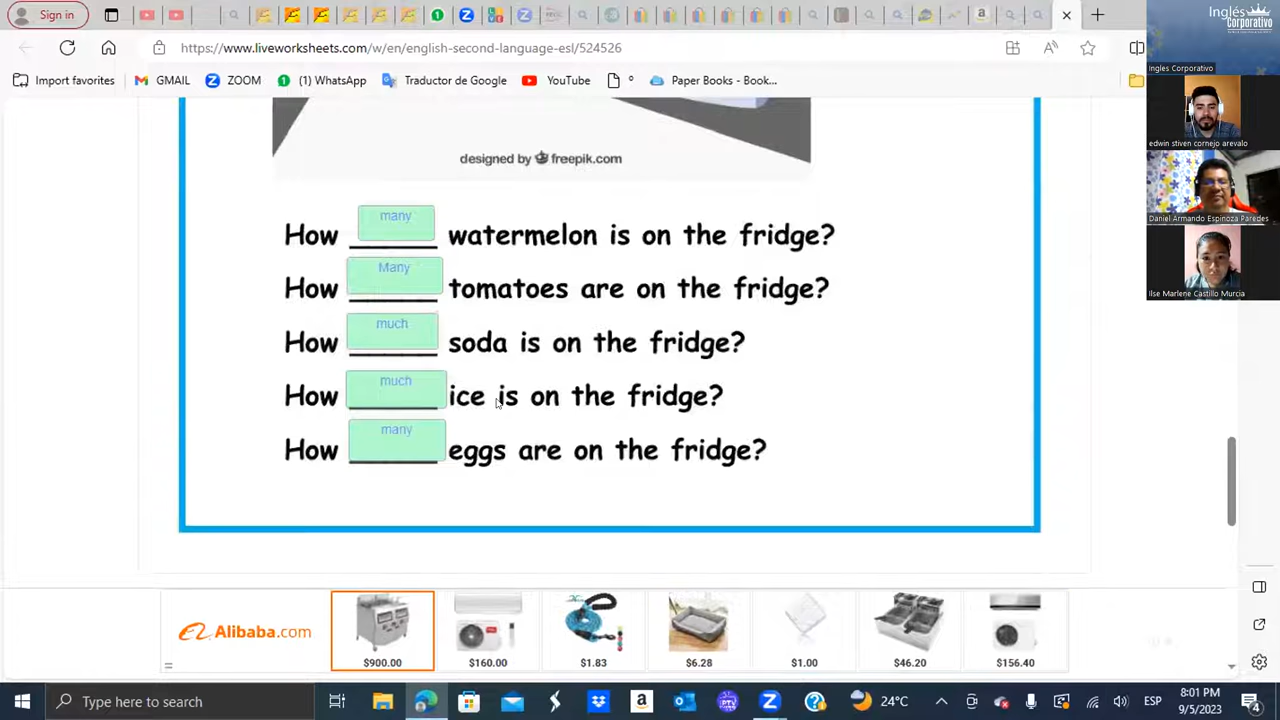 Sign in
https://www.liveworksheets.com/w/en/english-second-language-esl/524526
Import favorites GMAIL ZOOM (1) WhatsApp Traductor Google YouTube Paper Books - Book...
designed by freepik.com
How many watermelon is on the fridge?
How Many tomatoes are on the fridge?
How much soda is on the fridge?
How much ice is on the fridge?
How many eggs are on the fridge?
Alibaba.com
$900.00 $160.00 $1.83 $6.28 $1.00 $46.20 $156.40
Type here to search
24°C
ESP
8:01 PM
9/5/2023
Inglés
Corporativo
Ingles Corporativo
edwin stiven cornejo arevalo
Daniel Armando Espinoza Paredes
Ilse Marlene Castillo Murcia